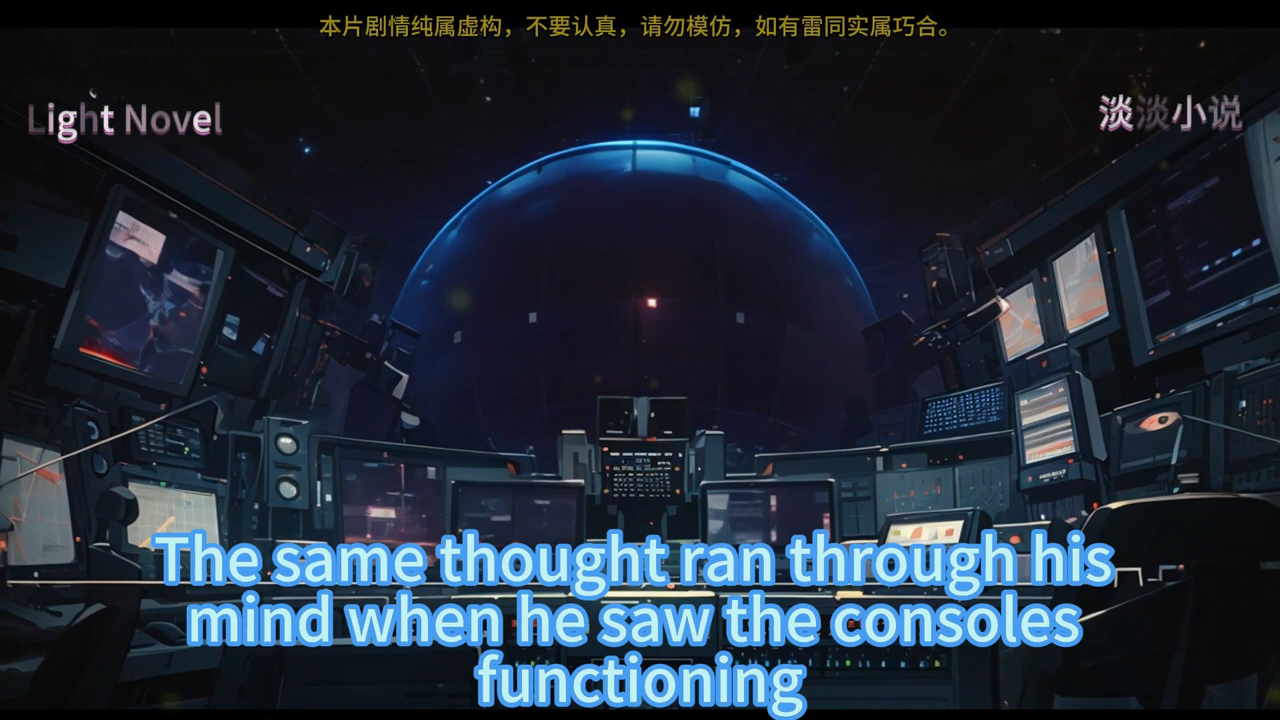 本片剧情纯属虚构，不要认真，请勿模仿，如有雷同实属巧合。
Light Novel
淡淡小说
The same thought ran through his
mind when he saw the consoles
functioning